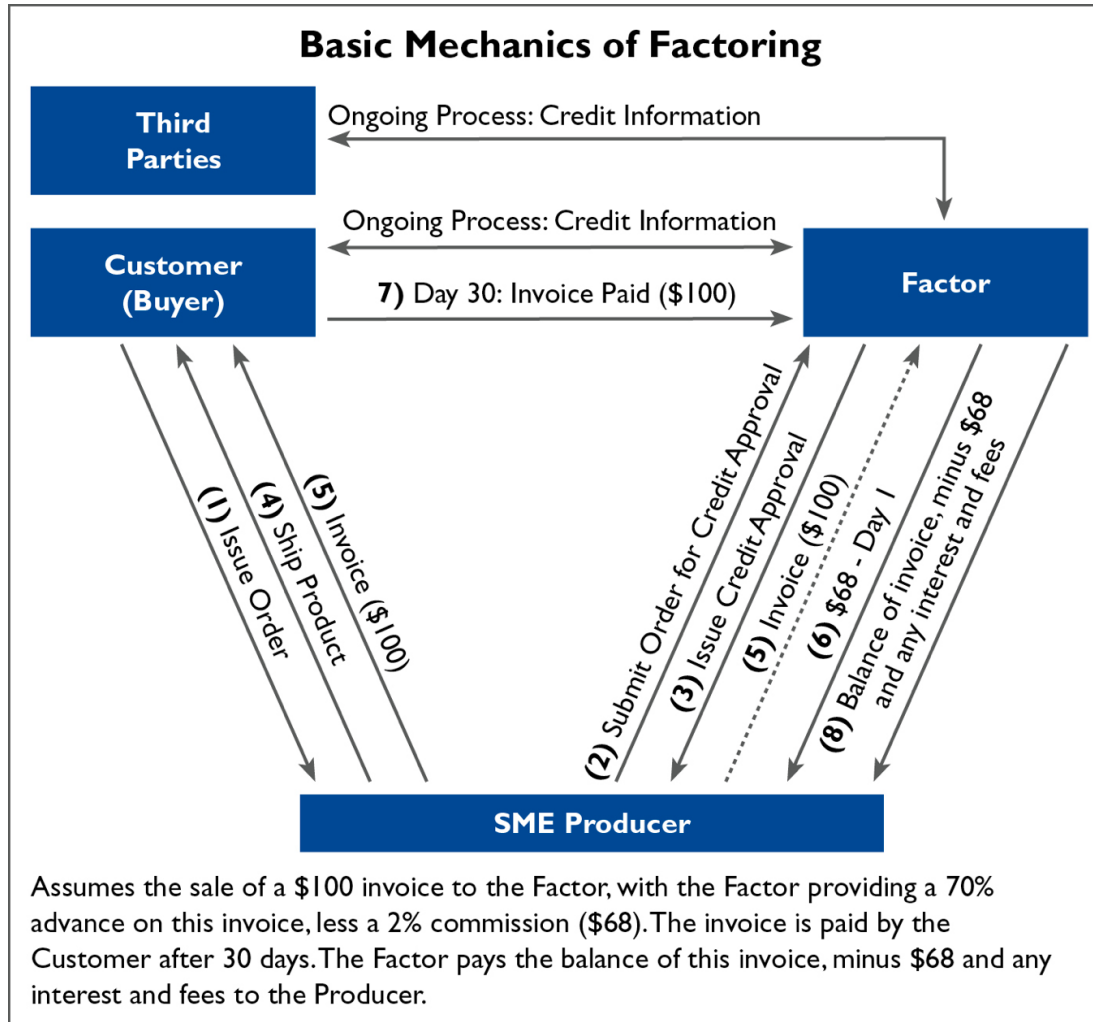 Basic Mechanics of Factoring
Third
Parties
Ongoing Process: Credit Information
Ongoing Process: Credit Information
Customer
(Buyer)
Factor
7) Day 30: Invoice Paid ($100)
(1) Issue Order
(4) Ship Product
(5) Invoice ($100)
(2) Submit Order for Credit Approval
(3) Issue Credit Approval
(5) Invoice ($100)
(6) $68 - Day 1
(8) Balance of invoice, minus $68
and any interest and fees
SME Producer
Assumes the sale of a $100 invoice to the Factor, with the Factor providing a 70%
advance on this invoice, less a 2% commission ($68). The invoice is paid by the
Customer after 30 days. The Factor pays the balance of this invoice, minus $68 and any
interest and fees to the Producer.